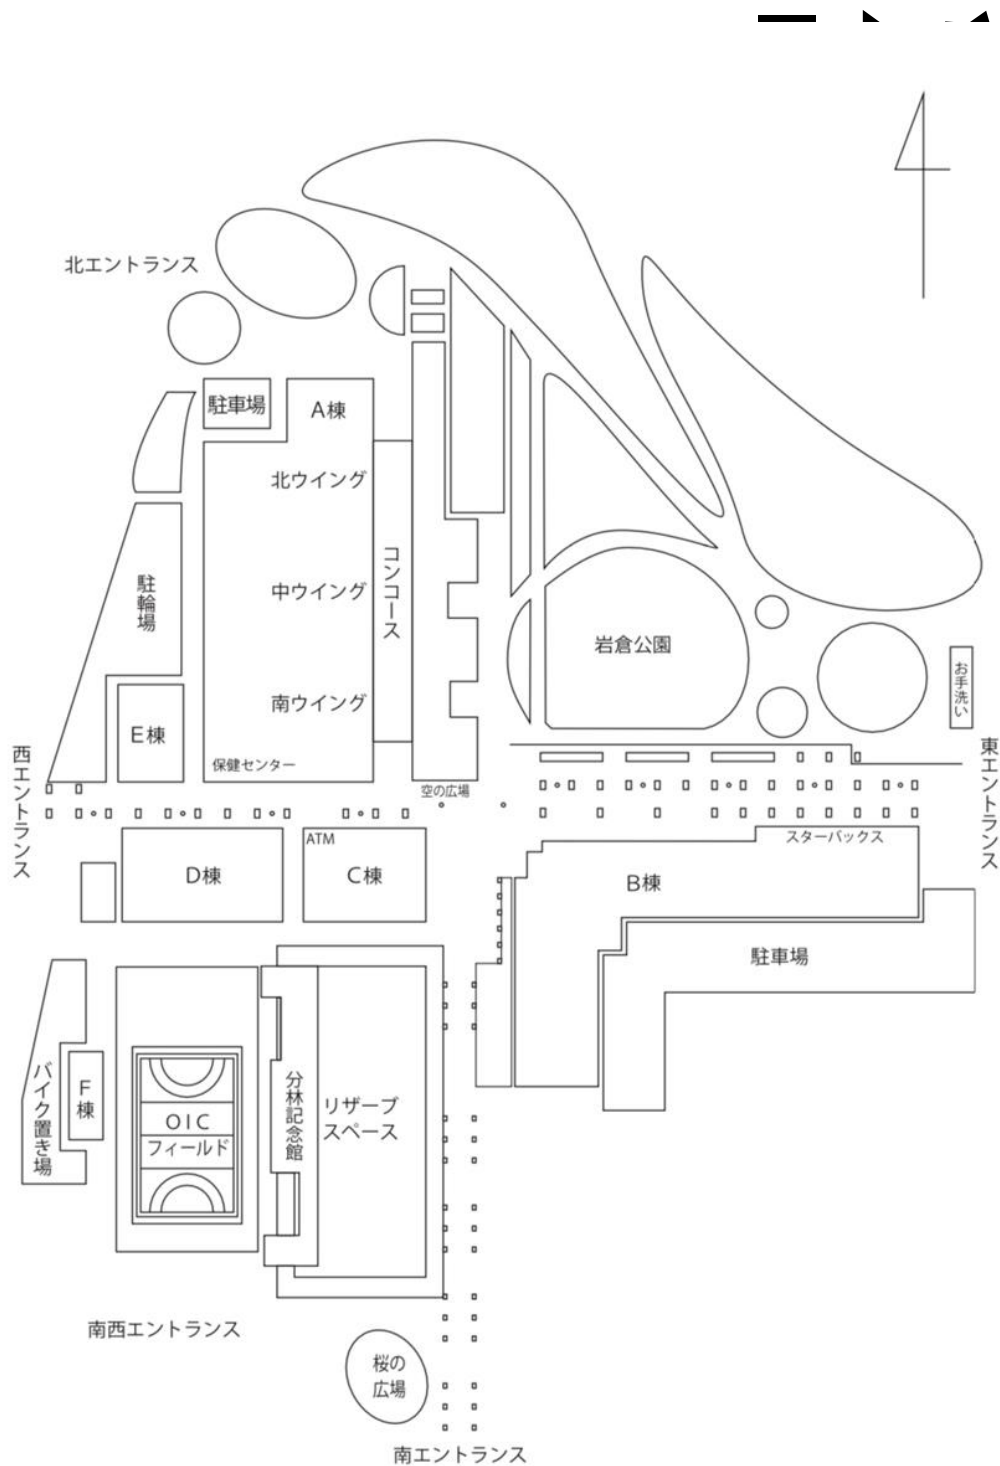 北エントランス
駐車場
A棟
北ウイング
コンコース
中ウイング
駐輪場
岩倉公園
お手洗い
南ウイング
E棟
保健センター
空の広場
西エントランス
東エントランス
スターバックス
ATM
D棟
C棟
B棟
駐車場
バイク置き場
F棟
OIC
フィールド
分林記念館
リザーブ
スペース
南西エントランス
桜の
広場
南エントランス